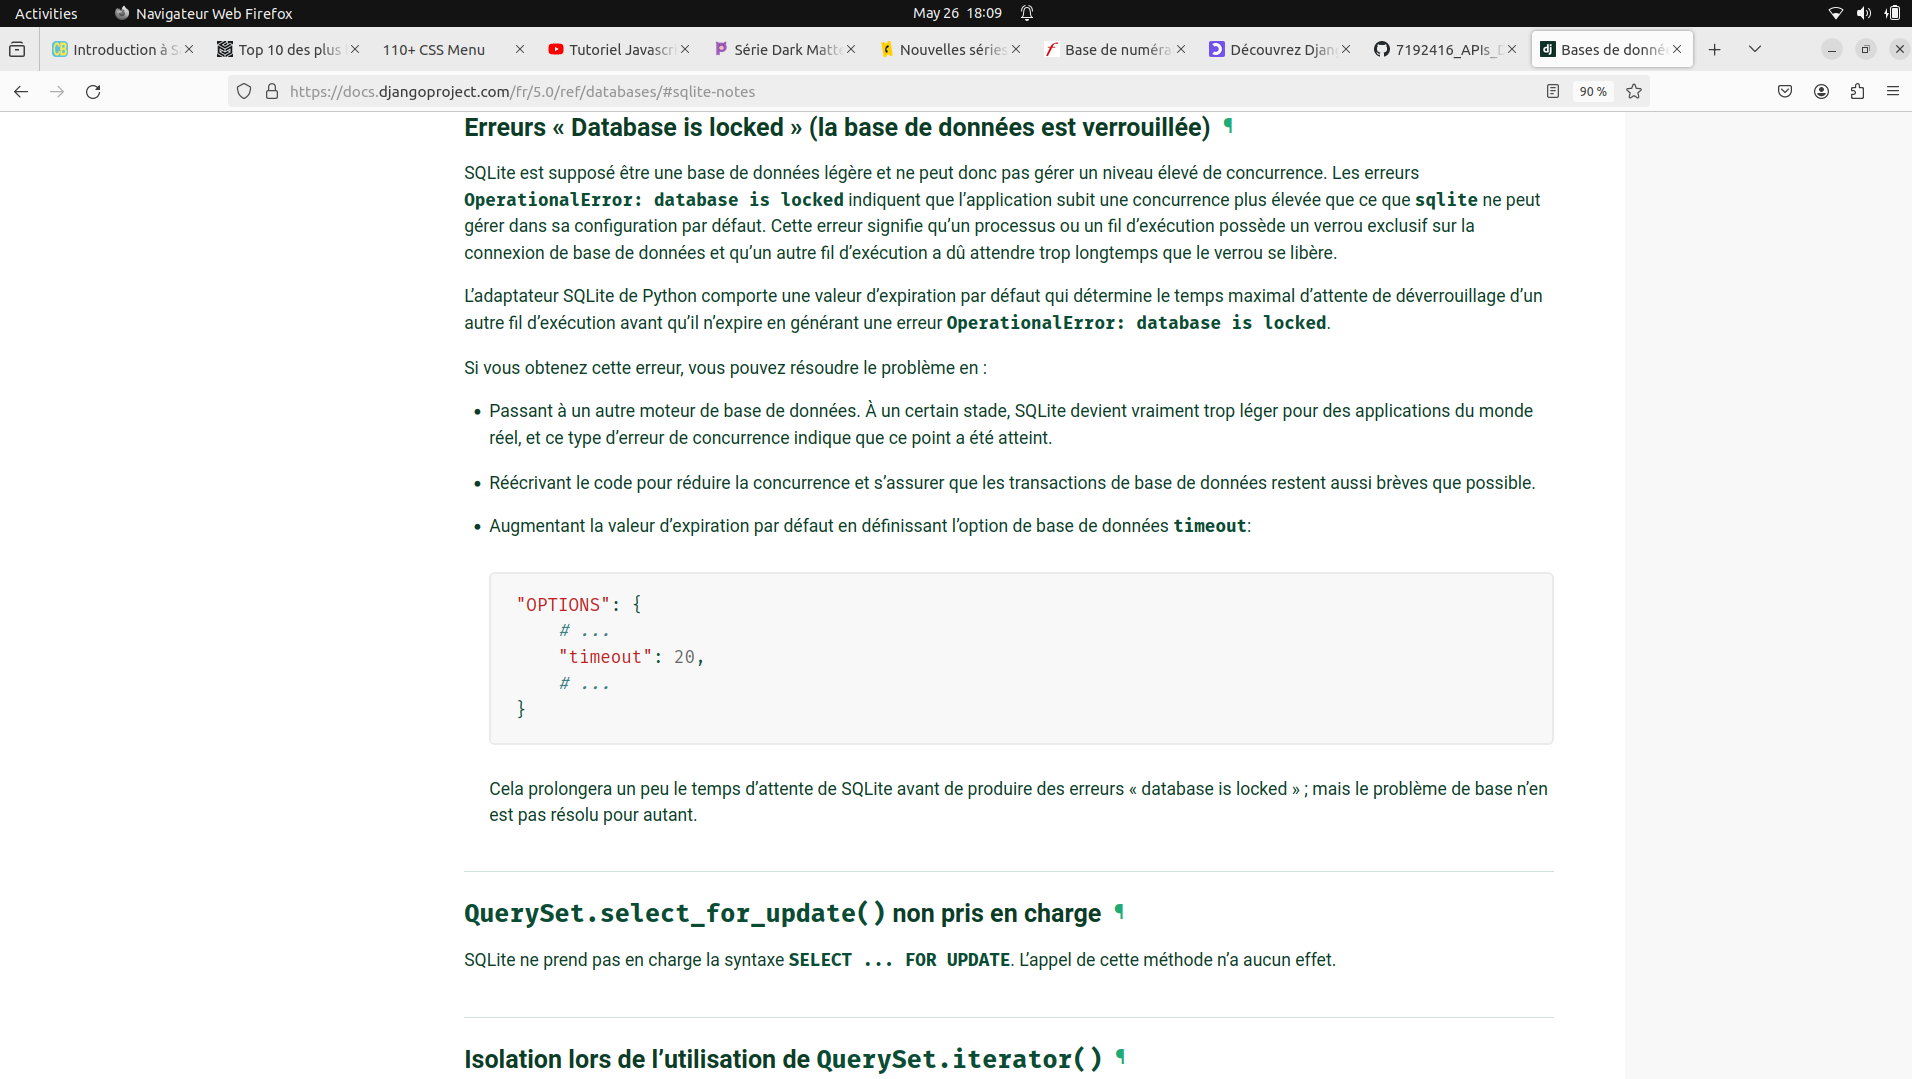 Activities Navigateur Web Firefox May 26 18:09
Introduction à S Top 10 des plus 110+ CSS Menu Tutoriel Javascri Série Dark Matte Nouvelles séries Base de numéra Découvrez Djan 7192416_APIs_D Bases de donné
https://docs.djangoproject.com/fr/5.0/ref/databases/#sqlite-notes 90 %
Erreurs « Database is locked » (la base de données est verrouillée) ¶
SQLite est supposé être une base de données légère et ne peut donc pas gérer un niveau élevé de concurrence. Les erreurs
OperationalError: database is locked indiquent que l’application subit une concurrence plus élevée que ce que sqlite ne peut
gérer dans sa configuration par défaut. Cette erreur signifie qu’un processus ou un fil d’exécution possède un verrou exclusif sur la
connexion de base de données et qu’un autre fil d’exécution a dû attendre trop longtemps que le verrou se libère.
L’adaptateur SQLite de Python comporte une valeur d’expiration par défaut qui détermine le temps maximal d’attente de déverrouillage d’un
autre fil d’exécution avant qu’il n’expire en générant une erreur OperationalError: database is locked.
Si vous obtenez cette erreur, vous pouvez résoudre le problème en :
• Passant à un autre moteur de base de données. À un certain stade, SQLite devient vraiment trop léger pour des applications du monde
réel, et ce type d’erreur de concurrence indique que ce point a été atteint.
• Réécrivant le code pour réduire la concurrence et s’assurer que les transactions de base de données restent aussi brèves que possible.
• Augmentant la valeur d’expiration par défaut en définissant l’option de base de données timeout:
"OPTIONS": {
# ...
"timeout": 20,
# ...
}
Cela prolongera un peu le temps d’attente de SQLite avant de produire des erreurs « database is locked » ; mais le problème de base n’en
est pas résolu pour autant.
QuerySet.select_for_update() non pris en charge ¶
SQLite ne prend pas en charge la syntaxe SELECT ... FOR UPDATE. L’appel de cette méthode n’a aucun effet.
Isolation lors de l’utilisation de QuerySet.iterator() ¶